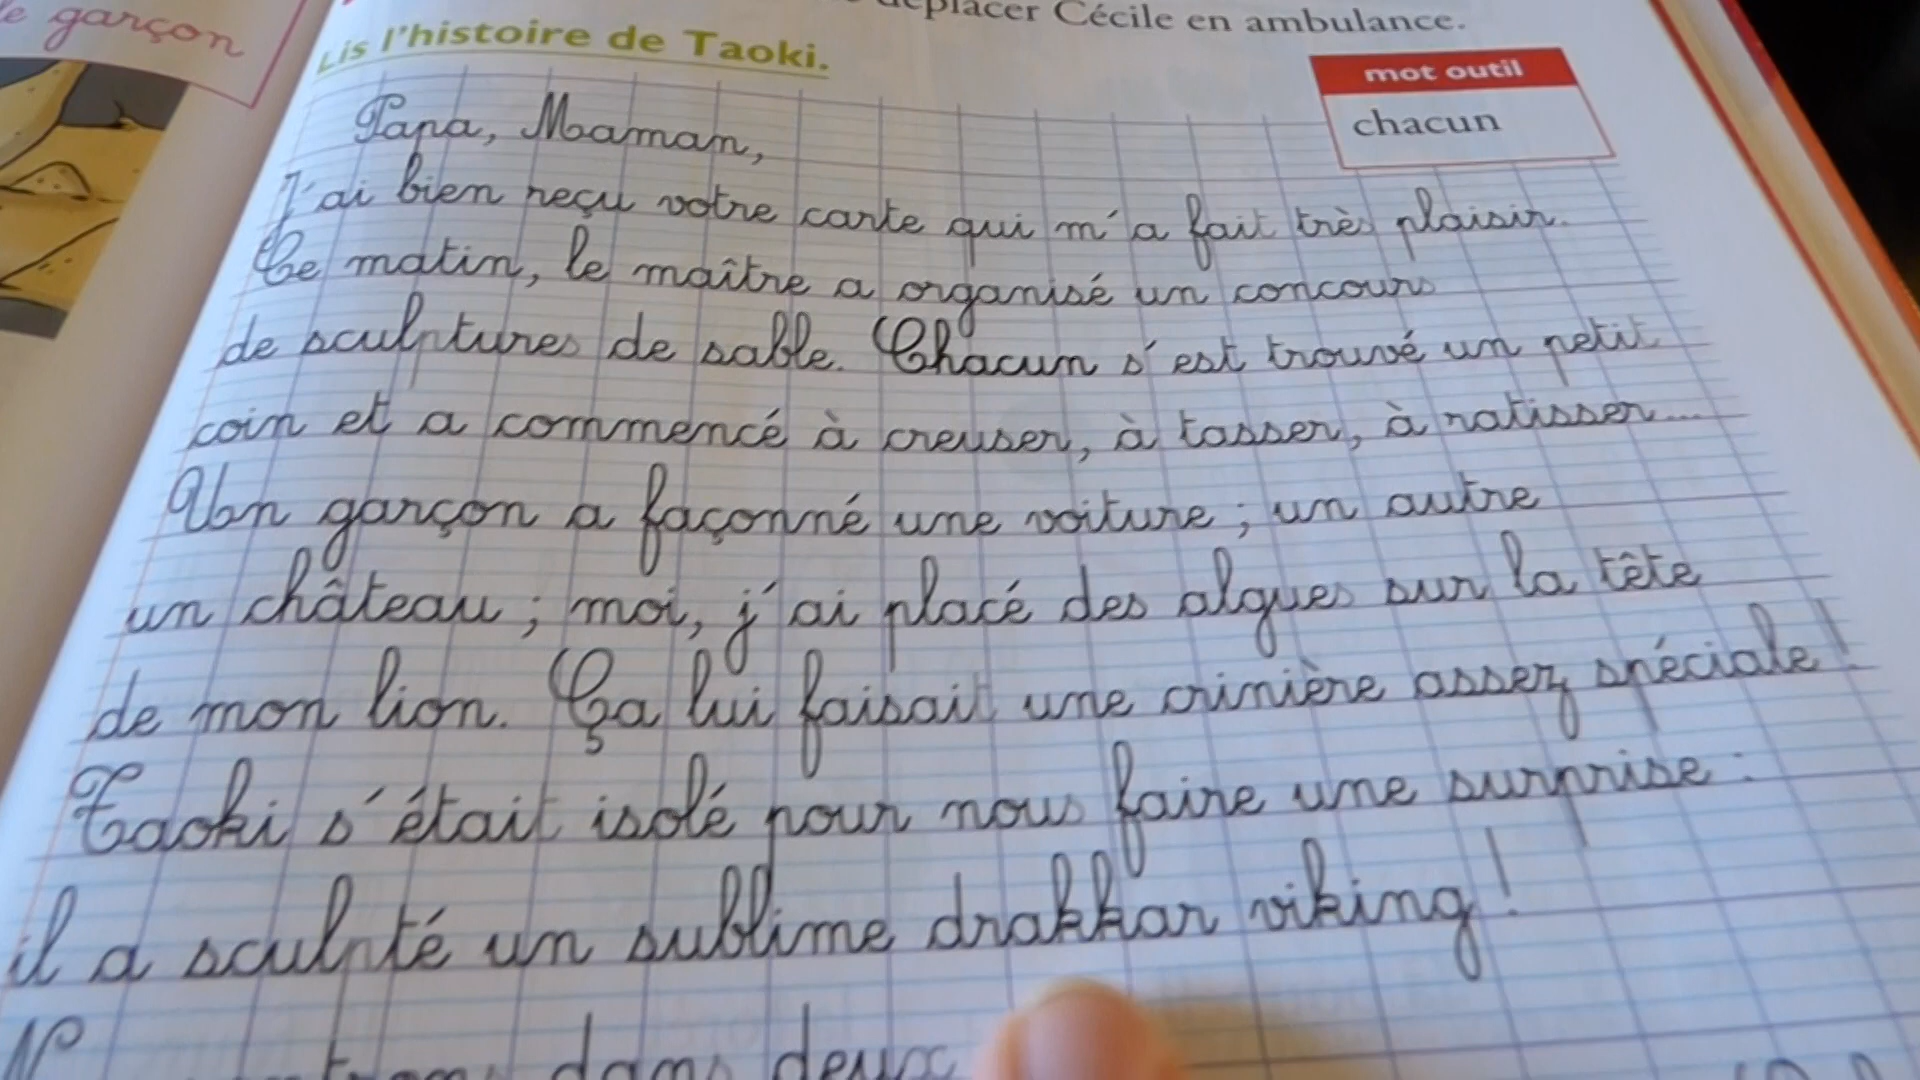 garçon
déplacer Cécile en ambulance.
Lis l'histoire de Taoki.
mot outil
chacun
Papa, Maman,
J'ai bien reçu votre carte qui m'a fait très plaisir.
Ce matin, le maître a organisé un concours
de sculptures de sable. Chacun s'est trouvé un petit
coin et a commencé à creuser, à tasser, à ratisser...
Un garçon a façonné une voiture ; un autre
un château ; moi, j'ai placé des algues sur la tête
de mon lion. Ça lui faisait une crinière assez spéciale !
Taoki s'était isolé pour nous faire une surprise :
il a sculpté un sublime drakkar viking !
dans deux